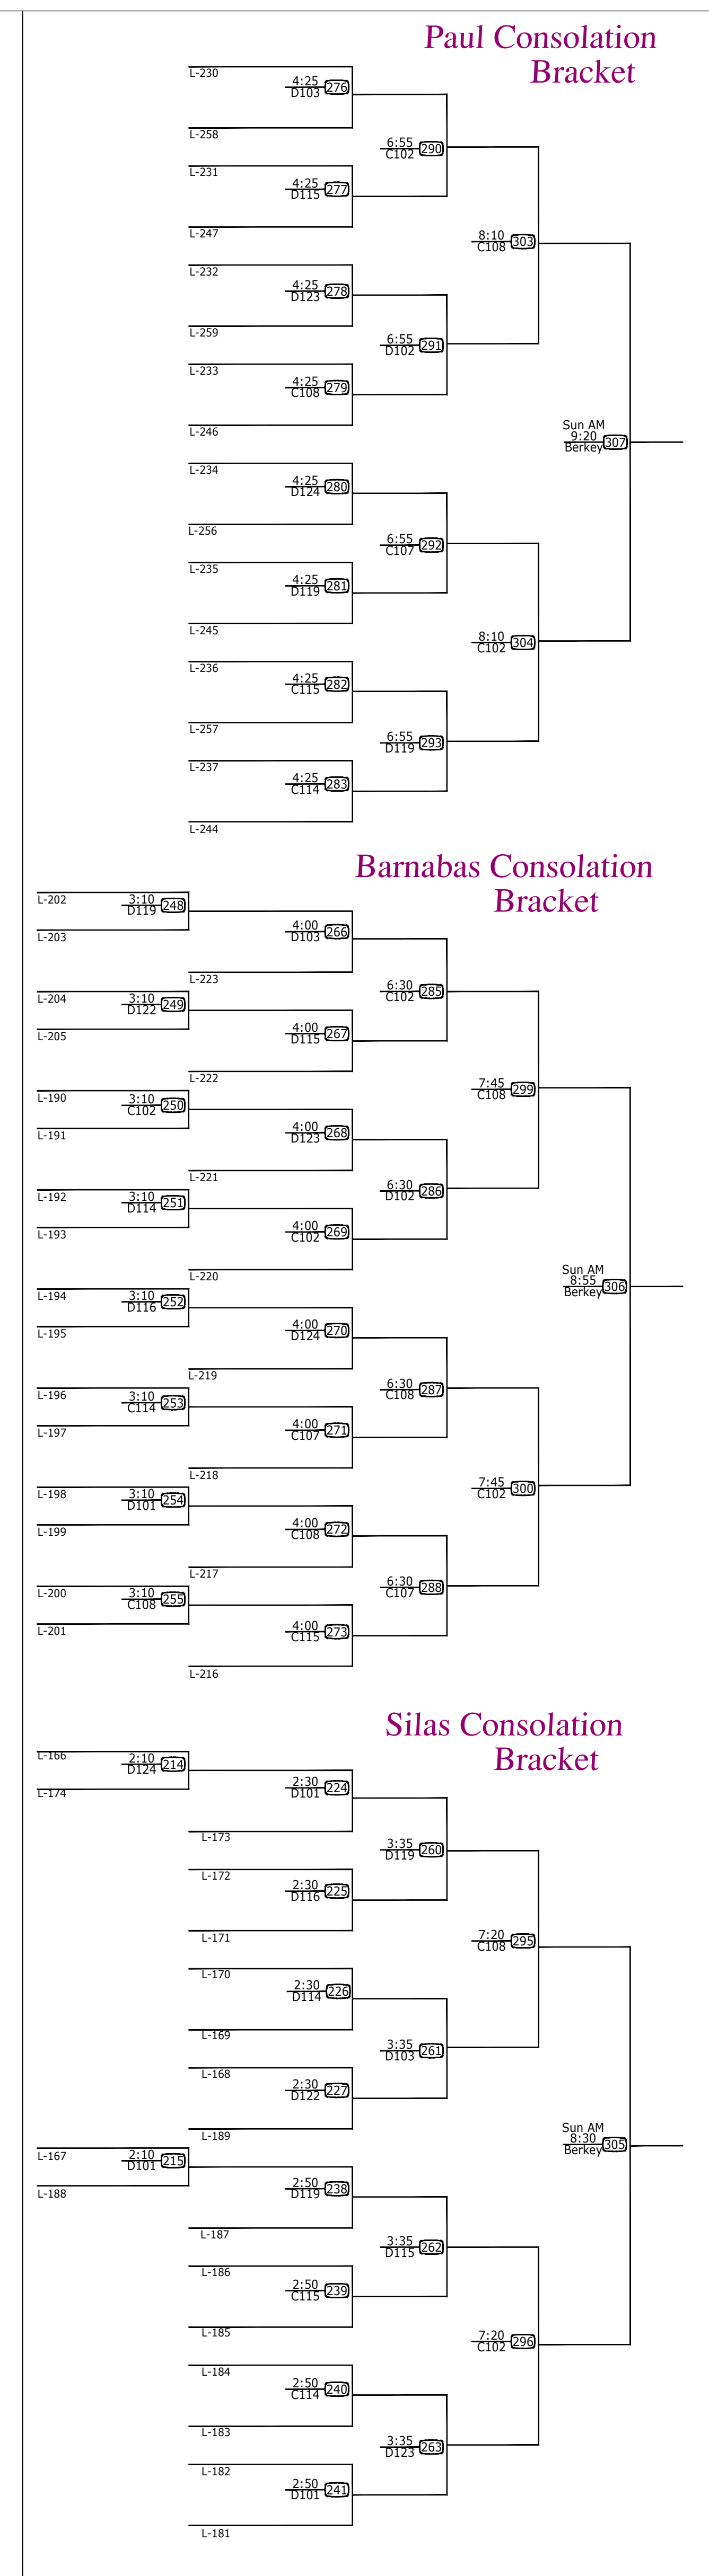 Paul Consolation
Bracket
L-230
4:25
D103 276
L-258
6:55
C102 290
L-231
4:25
D115 277
L-247
8:10
C108 303
L-232
4:25
D123 278
L-259
6:55
D102 291
L-233
4:25
C108 279
L-246
Sun AM
9:20
Berkey 307
L-234
4:25
D124 280
L-256
6:55
C107 292
L-235
4:25
D119 281
L-245
8:10
C102 304
L-236
4:25
C115 282
L-257
6:55
D119 293
L-237
4:25
C114 283
L-244
Barnabas Consolation
Bracket
L-202
3:10
D119 248
L-203
4:00
D103 266
L-223
6:30
C102 285
L-204
3:10
D122 249
L-205
4:00
D115 267
L-222
7:45
C108 299
L-190
3:10
C102 250
L-191
4:00
D123 268
L-221
6:30
D102 286
L-192
3:10
D114 251
L-193
4:00
C102 269
L-220
Sun AM
8:55
Berkey 306
L-194
3:10
D116 252
L-195
4:00
D124 270
L-219
6:30
C108 287
L-196
3:10
C114 253
L-197
4:00
C107 271
L-218
7:45
C102 300
L-198
3:10
D101 254
L-199
4:00
C108 272
L-217
6:30
C107 288
L-200
3:10
C108 255
L-201
4:00
C115 273
L-216
Silas Consolation
Bracket
L-166
2:10
D124 214
L-174
2:30
D101 224
L-173
3:35
D119 260
L-172
2:30
D116 225
L-171
7:20
C108 295
L-170
2:30
D114 226
L-169
3:35
D103 261
L-168
2:30
D122 227
L-189
Sun AM
8:30
Berkey 305
L-167
2:10
D101 215
L-188
2:50
D119 238
L-187
3:35
D115 262
L-186
2:50
C115 239
L-185
7:20
C102 296
L-184
2:50
C114 240
L-183
3:35
D123 263
L-182
2:50
D101 241
L-181